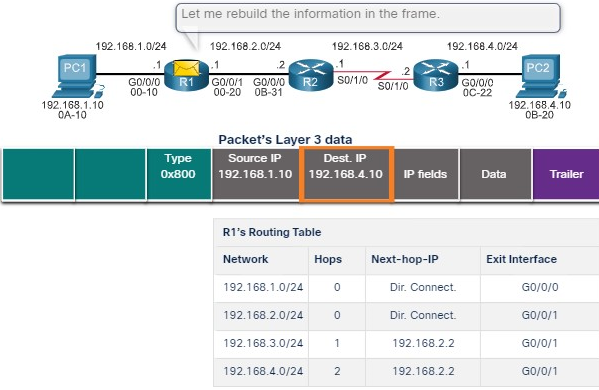 Let me rebuild the information in the frame.
192.168.1.0/24 192.168.2.0/24 192.168.3.0/24 192.168.4.0/24
PC1 .1 R1 .1 .2 R2 .1 .2 R3 .1 PC2
G0/0/0 G0/0/1 G0/0/0 S0/1/0 S0/1/0 G0/0/0
00-10 00-20 0B-31 0C-22
192.168.1.10 192.168.4.10
0A-10 0B-20
Packet's Layer 3 data
Type Source IP Dest. IP
0x800 192.168.1.10 192.168.4.10 IP fields Data Trailer
R1's Routing Table
Network Hops Next-hop-IP Exit Interface
192.168.1.0/24 0 Dir. Connect. G0/0/0
192.168.2.0/24 0 Dir. Connect. G0/0/1
192.168.3.0/24 1 192.168.2.2 G0/0/1
192.168.4.0/24 2 192.168.2.2 G0/0/1